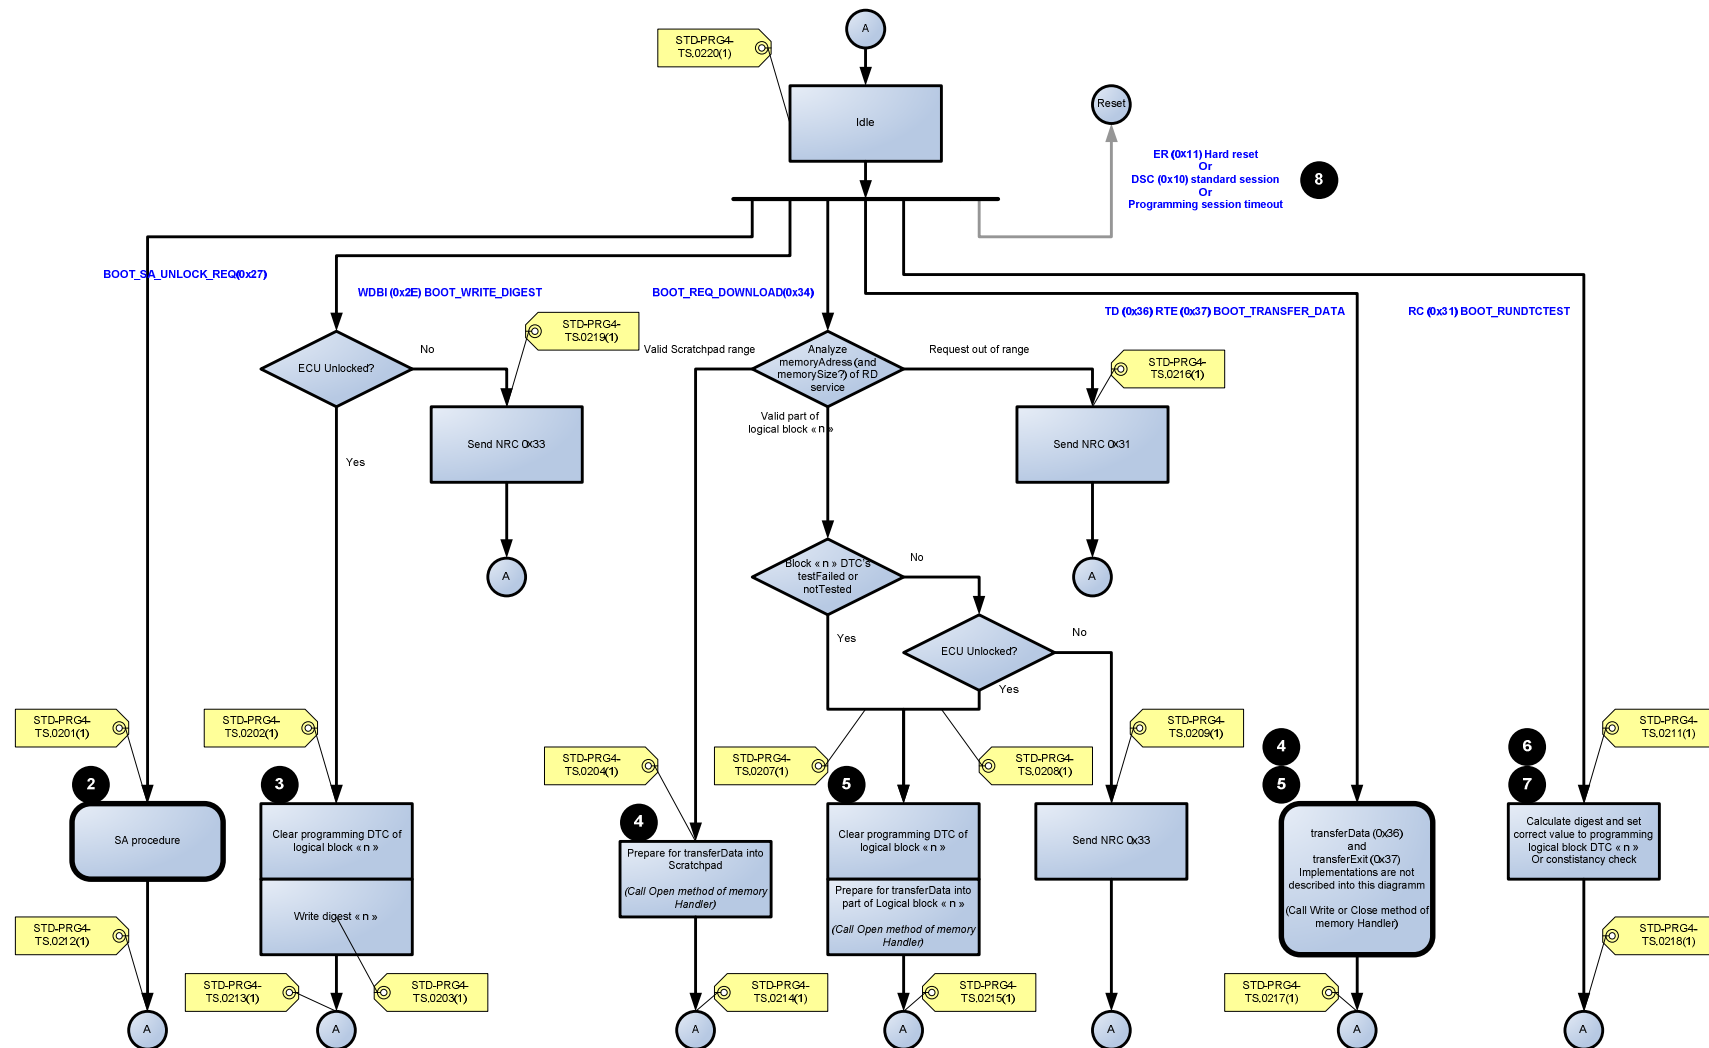 A
STD-PRG4-
TS.0220(1)
Idle
Reset
ER (0x11) Hard reset
Or
DSC (0x10) standard session
Or
Programming session timeout
8
BOOT_SA_UNLOCK_REQ(0x27)
WDBI (0x2E) BOOT_WRITE_DIGEST
BOOT_REQ_DOWNLOAD(0x34)
TD (0x36) RTE (0x37) BOOT_TRANSFER_DATA
RC (0x31) BOOT_RUNDTCTEST
STD-PRG4-
TS.0219(1)
ECU Unlocked?
No
Yes
Send NRC 0x33
A
Valid Scratchpad range
Analyze
memoryAdress (and
memorySize?) of RD
service
Request out of range
STD-PRG4-
TS.0216(1)
Valid part of
logical block « n »
Send NRC 0x31
A
Block « n » DTC's
testFailed or
notTested
No
Yes
ECU Unlocked?
No
Yes
STD-PRG4-
TS.0201(1)
STD-PRG4-
TS.0202(1)
STD-PRG4-
TS.0204(1)
STD-PRG4-
TS.0207(1)
STD-PRG4-
TS.0208(1)
STD-PRG4-
TS.0209(1)
STD-PRG4-
TS.0211(1)
2
SA procedure
3
Clear programming DTC of
logical block « n »
Write digest « n »
4
Prepare for transferData into
Scratchpad
(Call Open method of memory
Handler)
5
Clear programming DTC of
logical block « n »
Prepare for transferData into
part of Logical block « n »
(Call Open method of memory
Handler)
Send NRC 0x33
4
5
transferData (0x36)
and
transferExit (0x37)
Implementations are not
described into this diagramm
(Call Write or Close method of
memory Handler)
6
7
Calculate digest and set
correct value to programming
logical block DTC « n »
Or constistancy check
STD-PRG4-
TS.0212(1)
STD-PRG4-
TS.0213(1)
STD-PRG4-
TS.0203(1)
STD-PRG4-
TS.0214(1)
STD-PRG4-
TS.0215(1)
STD-PRG4-
TS.0217(1)
STD-PRG4-
TS.0218(1)
A
A
A
A
A
A
A